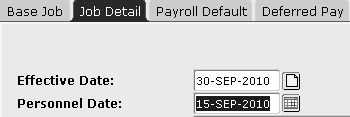 Base Job Job Detail Payroll Default Deferred Pay
Effective Date: 30-SEP-2010
Personnel Date: 15-SEP-2010